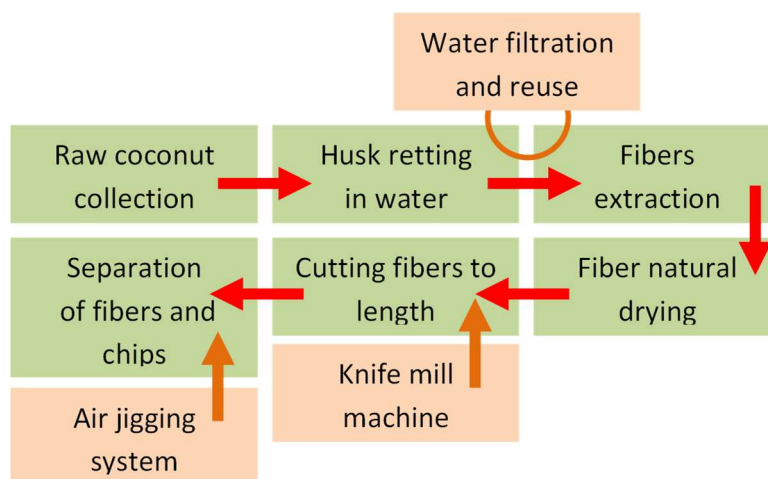 Water filtration
and reuse
Raw coconut
collection
Husk retting
in water
Fibers
extraction
Separation
of fibers and
chips
Cutting fibers to
length
Fiber natural
drying
Knife mill
machine
Air jigging
system